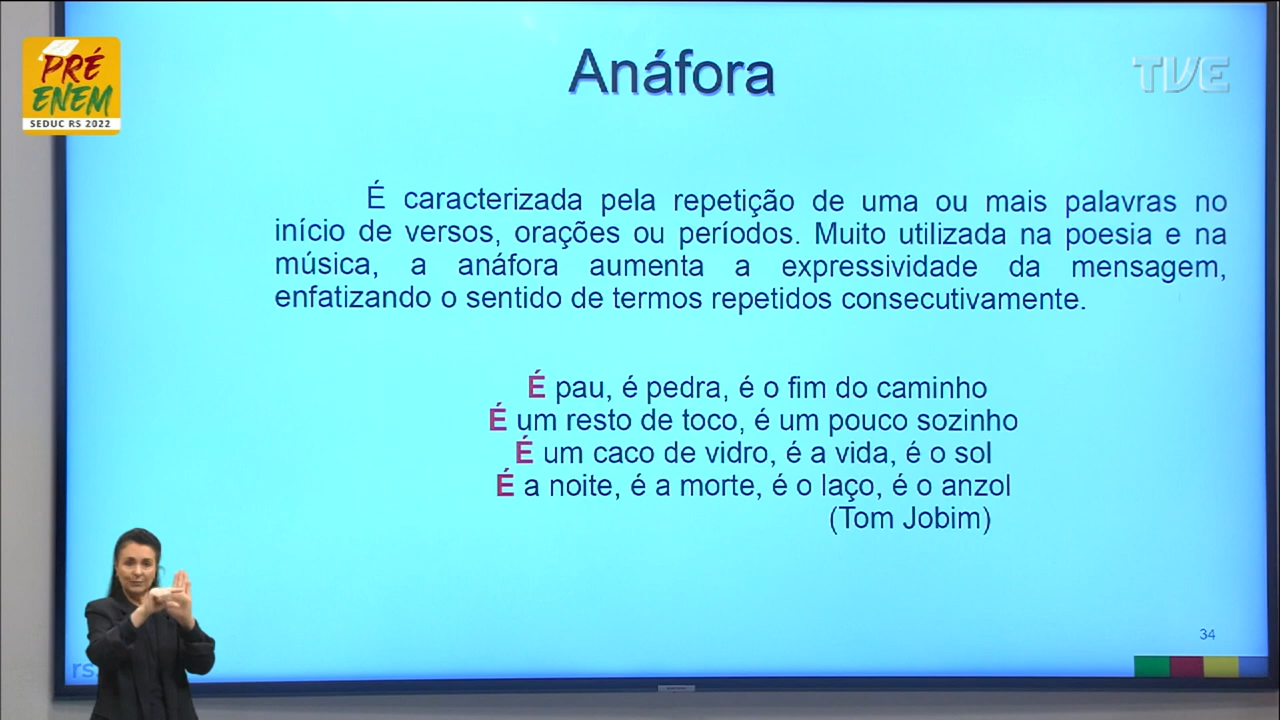 PRÉ
ENEM
SEDUC RS 2022
TVE
Anáfora
É caracterizada pela repetição de uma ou mais palavras no
início de versos, orações ou períodos. Muito utilizada na poesia e na
música, a anáfora aumenta a expressividade da mensagem,
enfatizando o sentido de termos repetidos consecutivamente.
É pau, é pedra, é o fim do caminho
É um resto de toco, é um pouco sozinho
É um caco de vidro, é a vida, é o sol
É a noite, é a morte, é o laço, é o anzol
(Tom Jobim)
34
rs.